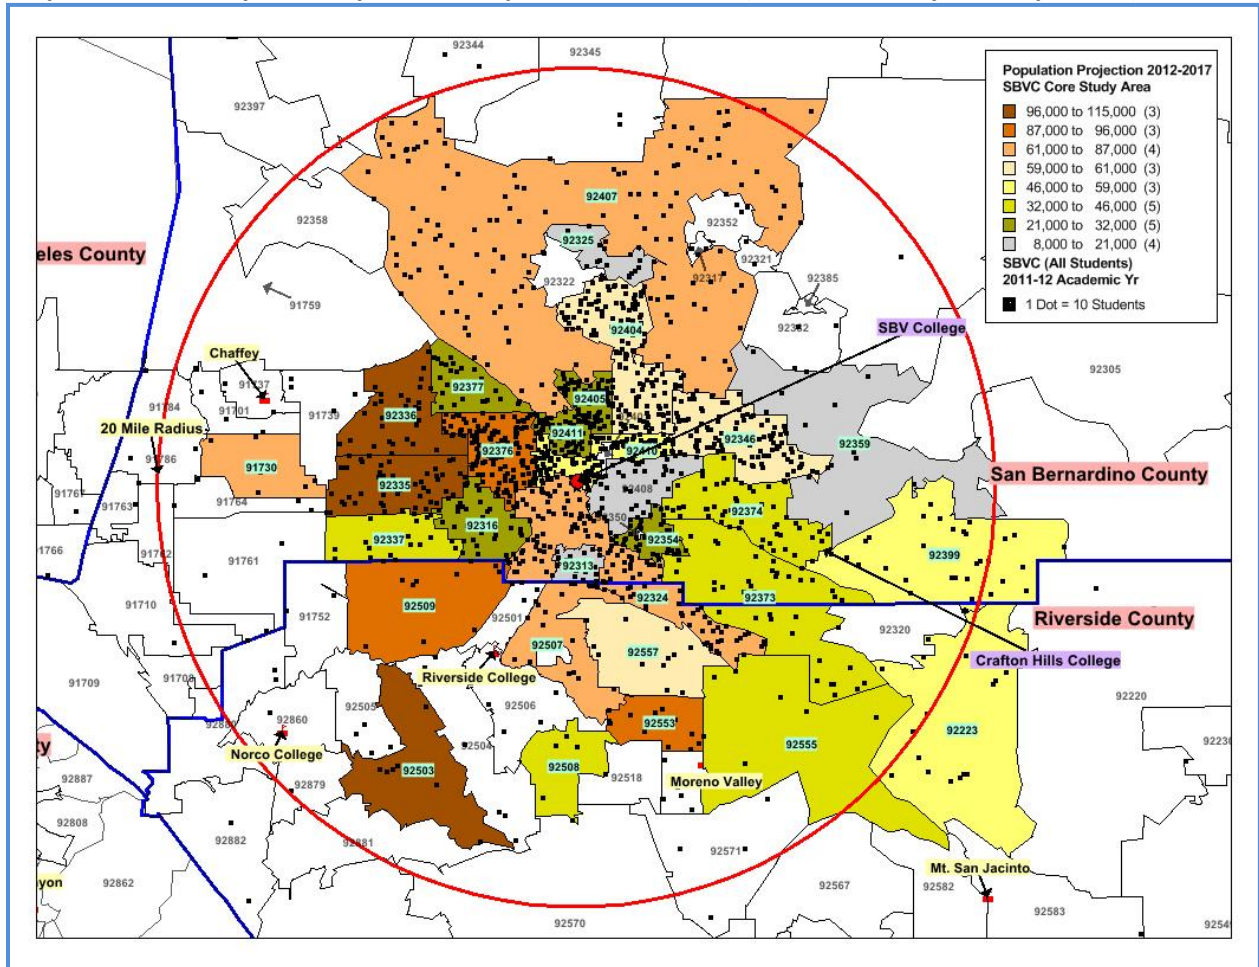 92344
92345
92397
Population Projection 2012-2017
SBVC Core Study Area
96,000 to 115,000 (3)
87,000 to 96,000 (3)
61,000 to 87,000 (4)
59,000 to 61,000 (3)
46,000 to 59,000 (3)
32,000 to 46,000 (5)
21,000 to 32,000 (5)
8,000 to 21,000 (4)
SBVC (All Students)
2011-12 Academic Yr
1 Dot = 10 Students
92407
92358
92352
92325
eles County
92321
92317
92322
92385
91759
92404
SBV College
Chaffey
92305
91737
92377
92405
91784
91701
91739
92336
20 Mile Radius
92411
92346
92359
92376
92410
91786
91730
San Bernardino County
92335
92408
91767
91763
91764
92374
92350
92316
92337
92354
91766
91762
91761
92399
92313
92509
92324
92373
91710
91752
92501
Riverside County
92320
92507
92557
Crafton Hills College
Riverside College
91709
92220
92505
92506
92860
92553
92223
ty
92555
92504
Norco College
92503
92508
92518
Moreno Valley
92887
92879
92808
92882
92881
92571
Mt. San Jacinto
yon
92862
92567
92582
92583
92570